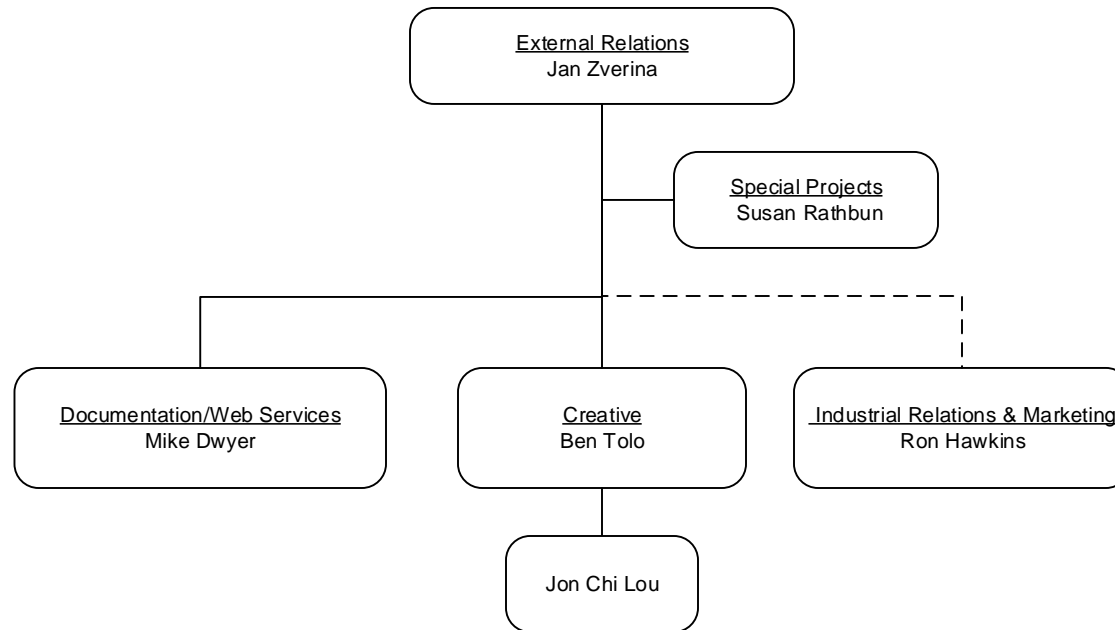 External Relations
Jan Zverina
Special Projects
Susan Rathbun
Documentation/Web Services
Mike Dwyer
Creative
Ben Tolo
Industrial Relations & Marketing
Ron Hawkins
Jon Chi Lou